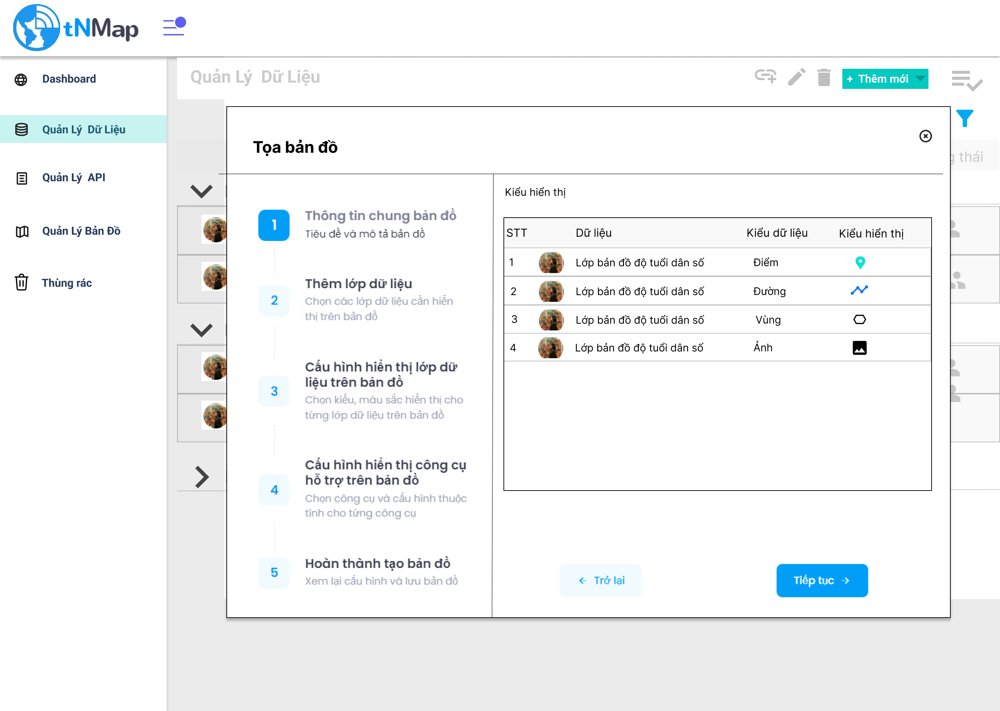 tNMap
Dashboard
Quản Lý Dữ Liệu
Quản Lý API
Quản Lý Bản Đồ
Thùng rác
Quản Lý Dữ Liệu
+ Thêm mới
thái
Tọa bản đồ
1
Thông tin chung bản đồ
Tiêu đề và mô tả bản đồ
2
Thêm lớp dữ liệu
Chọn các lớp dữ liệu cần hiển
thị trên bản đồ
3
Cấu hình hiển thị lớp dữ
liệu trên bản đồ
Chọn kiểu, màu sắc hiển thị cho
từng lớp dữ liệu trên bản đồ
4
Cấu hình hiển thị công cụ
hỗ trợ trên bản đồ
Chọn công cụ và cấu hình thuộc
tính cho từng công cụ
5
Hoàn thành tạo bản đồ
Xem lại cấu hình và lưu bản đồ
Kiểu hiển thị
STT Dữ liệu Kiểu dữ liệu Kiểu hiển thị
1 Lớp bản đồ độ tuổi dân số Điểm
2 Lớp bản đồ độ tuổi dân số Đường
3 Lớp bản đồ độ tuổi dân số Vùng
4 Lớp bản đồ độ tuổi dân số Ảnh
← Trở lại
Tiếp tục →